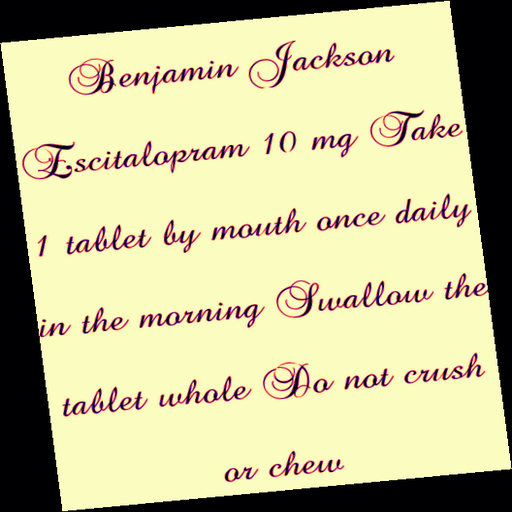 Benjamin Jackson
Escitalopram 10 mg Take
1 tablet by mouth once daily
in the morning Swallow the
tablet whole Do not crush
or chew